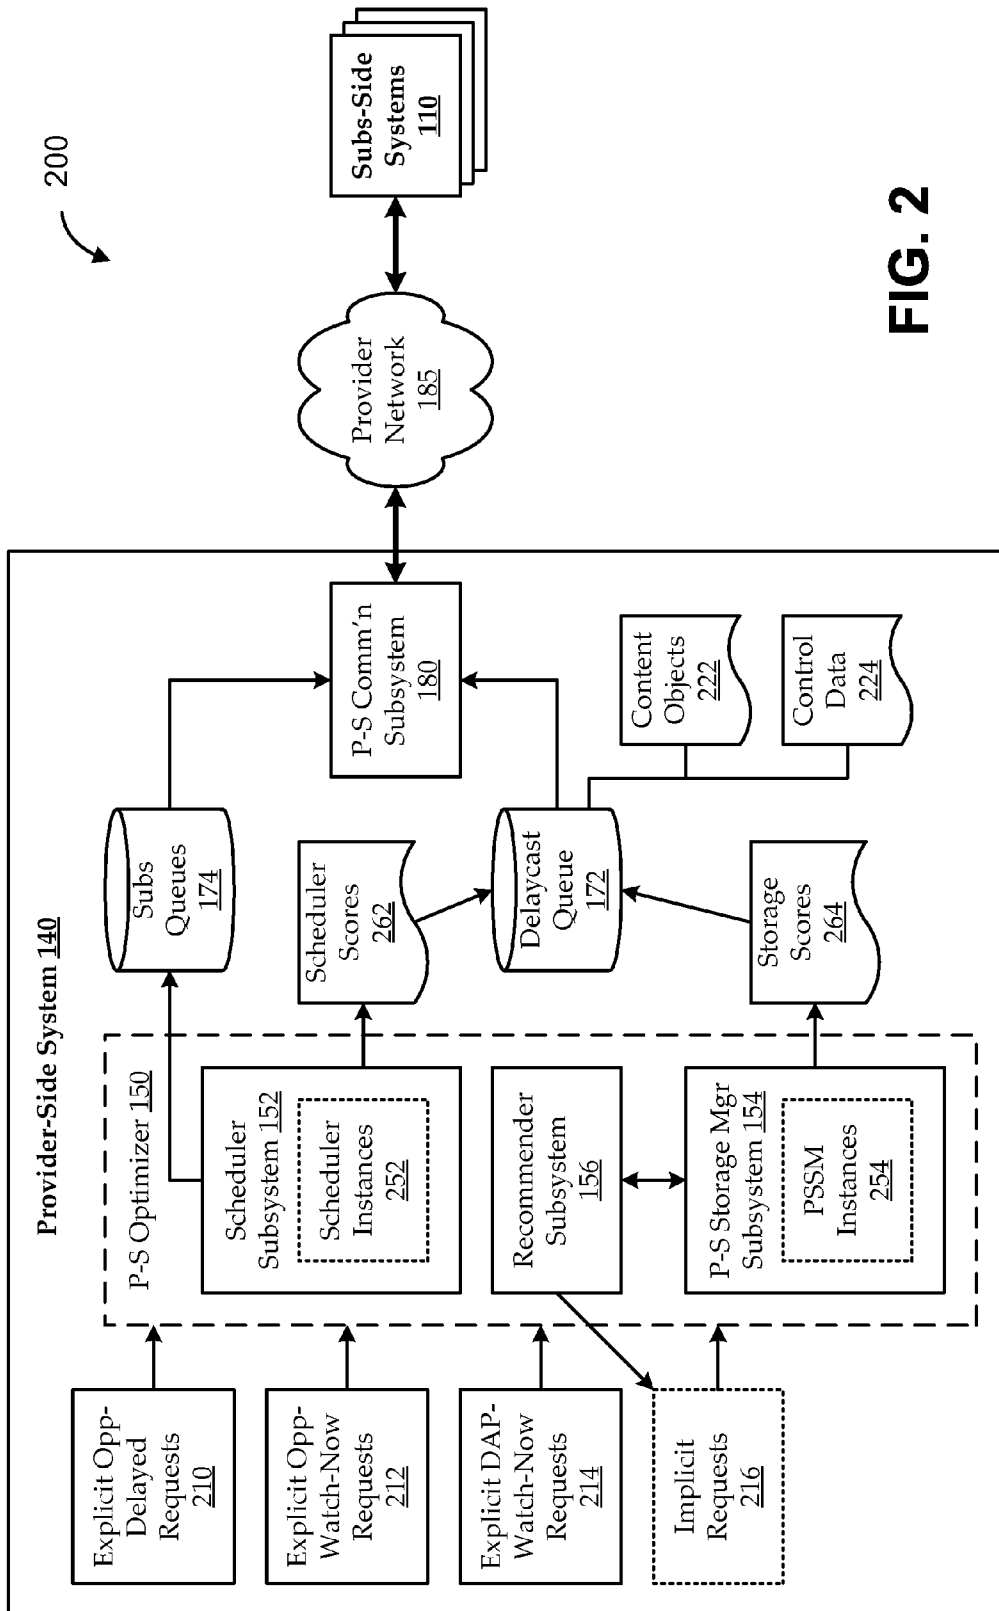 200
Provider-Side System 140
P-S Optimizer 150
Explicit Opp-
Delayed
Requests
210
Explicit Opp-
Watch-Now
Requests
212
Explicit DAP-
Watch-Now
Requests
214
Implicit
Requests
216
Scheduler
Subsystem 152
Scheduler
Instances
252
Recommender
Subsystem
156
P-S Storage Mgr
Subsystem 154
PSSM
Instances
254
Subs
Queues
174
Scheduler
Scores
262
Delaycast
Queue
172
Storage
Scores
264
P-S Comm'n
Subsystem
180
Content
Objects
222
Control
Data
224
Provider
Network
185
Subs-Side
Systems
110
FIG. 2